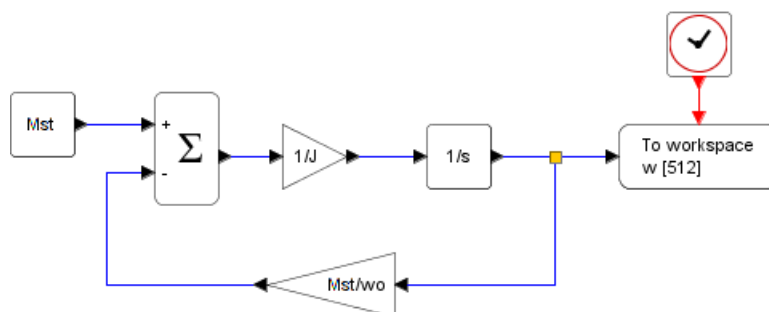 Mst
+
-
Σ
1/J
1/s
To workspace
w [512]
Mst/wo